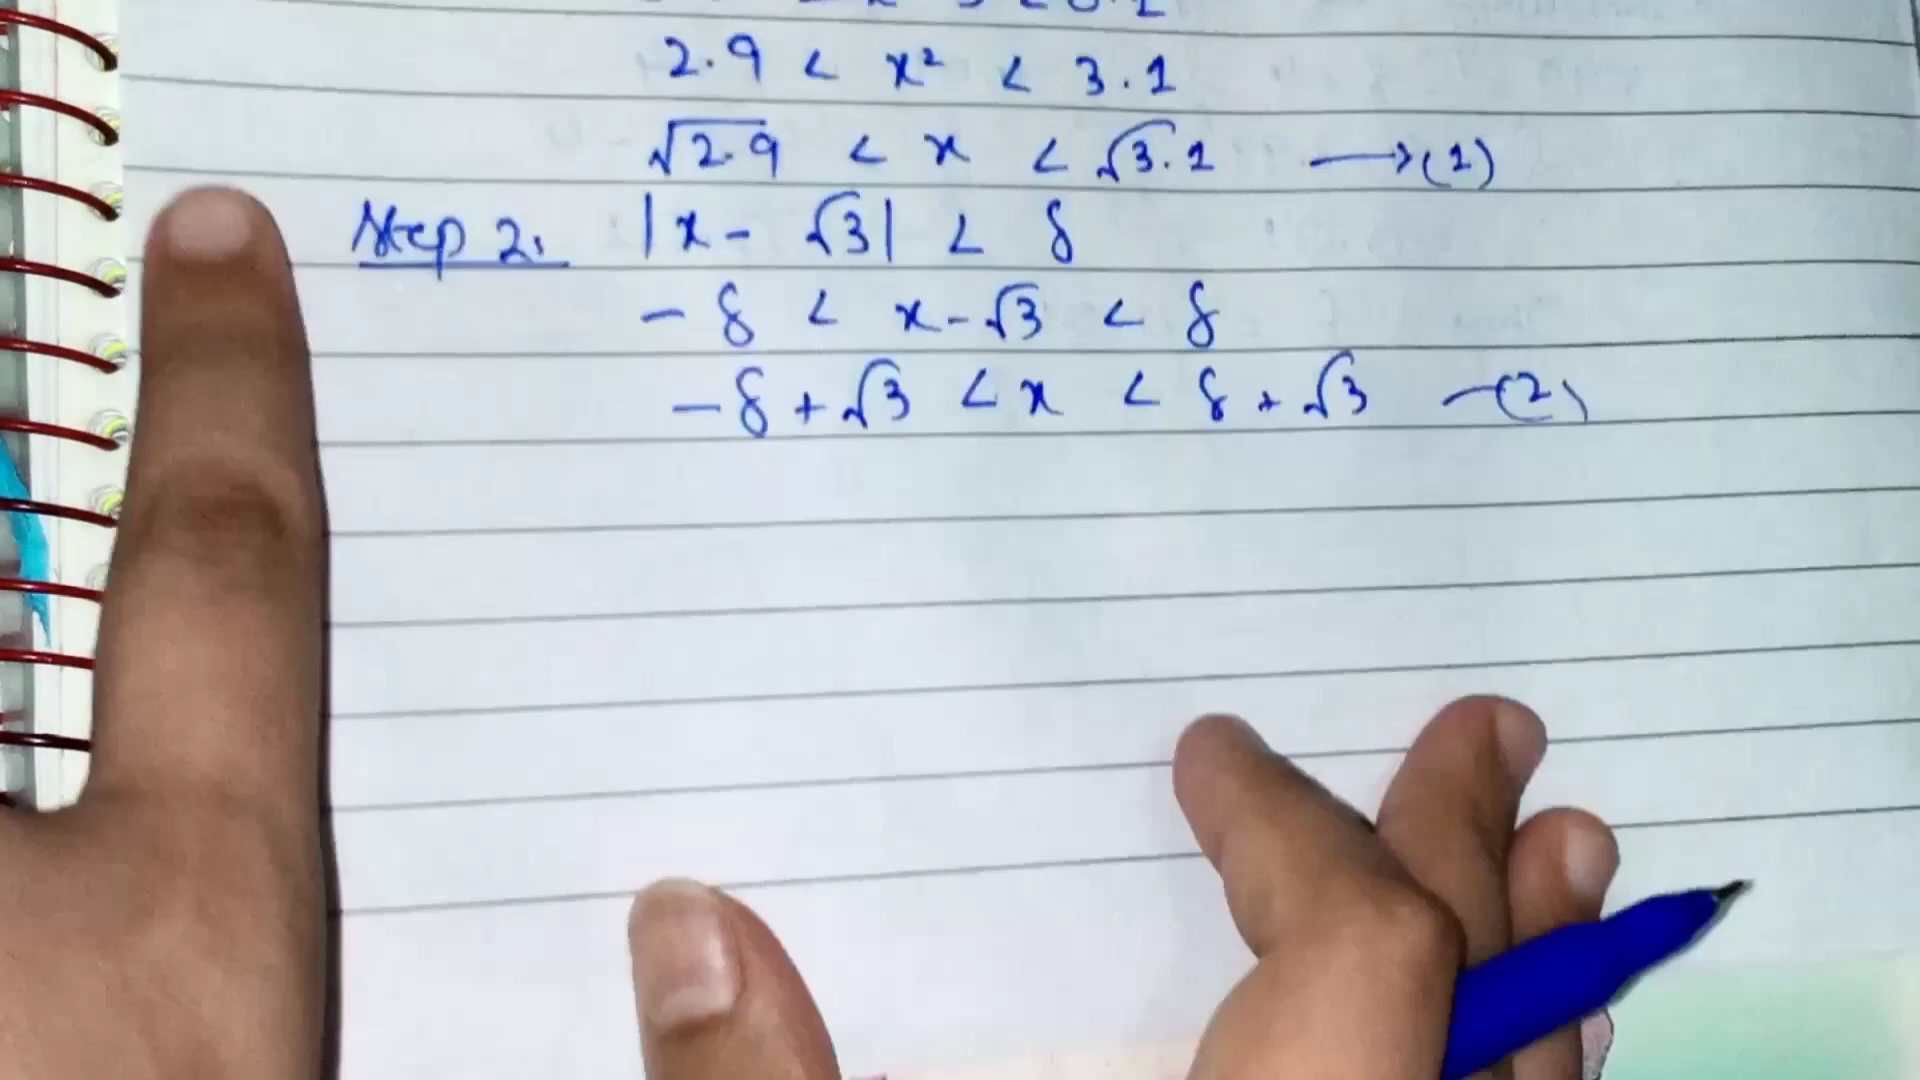 2.9 < x² < 3.1
√2.9 < x < √3.1 ⟶(1)
Step 2. |x - √3| < δ
- δ < x - √3 < δ
- δ + √3 < x < δ + √3 -(2)